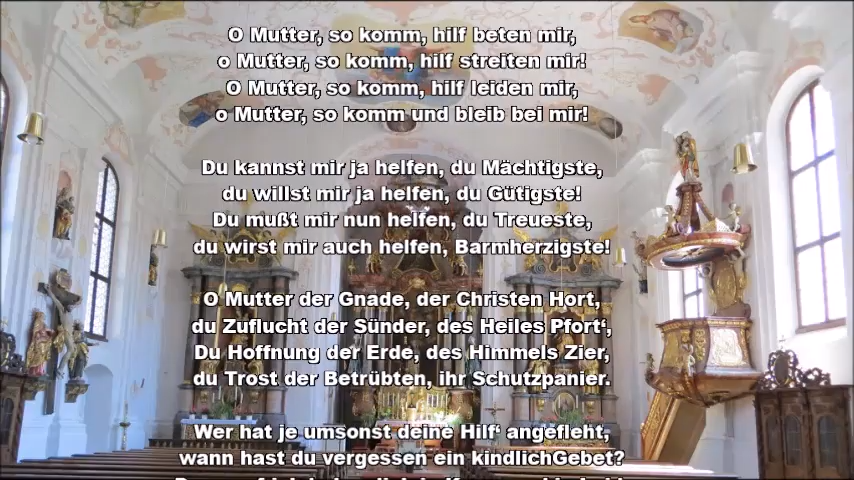 O Mutter, so komm, hilf beten mir,
o Mutter, so komm, hilf streiten mir!
O Mutter, so komm, hilf leiden mir,
o Mutter, so komm und bleib bei mir!
Du kannst mir ja helfen, du Mächtigste,
du willst mir ja helfen, du Gütigste!
Du mußt mir nun helfen, du Treueste,
du wirst mir auch helfen, Barmherzigste!
O Mutter der Gnade, der Christen Hort,
du Zuflucht der Sünder, des Heiles Pfort‘,
Du Hoffnung der Erde, des Himmels Zier,
du Trost der Betrübten, ihr Schutzpanier.
Wer hat je umsonst deine Hilf‘ angefleht,
wann hast du vergessen ein kindlichGebet?